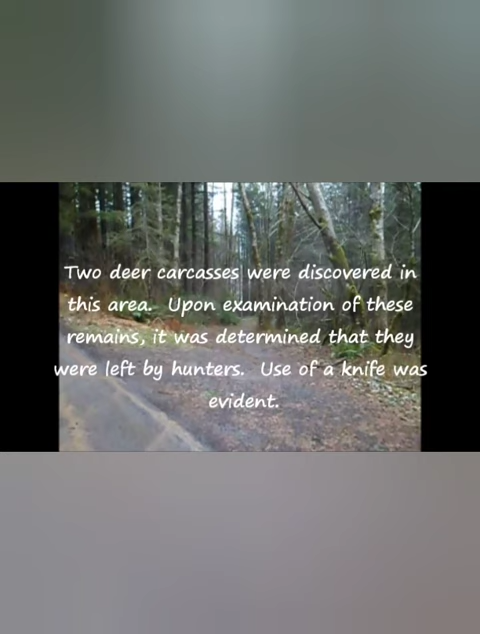 Two deer carcasses were discovered in
this area.  Upon examination of these
remains, it was determined that they
were left by hunters.  Use of a knife was
evident.